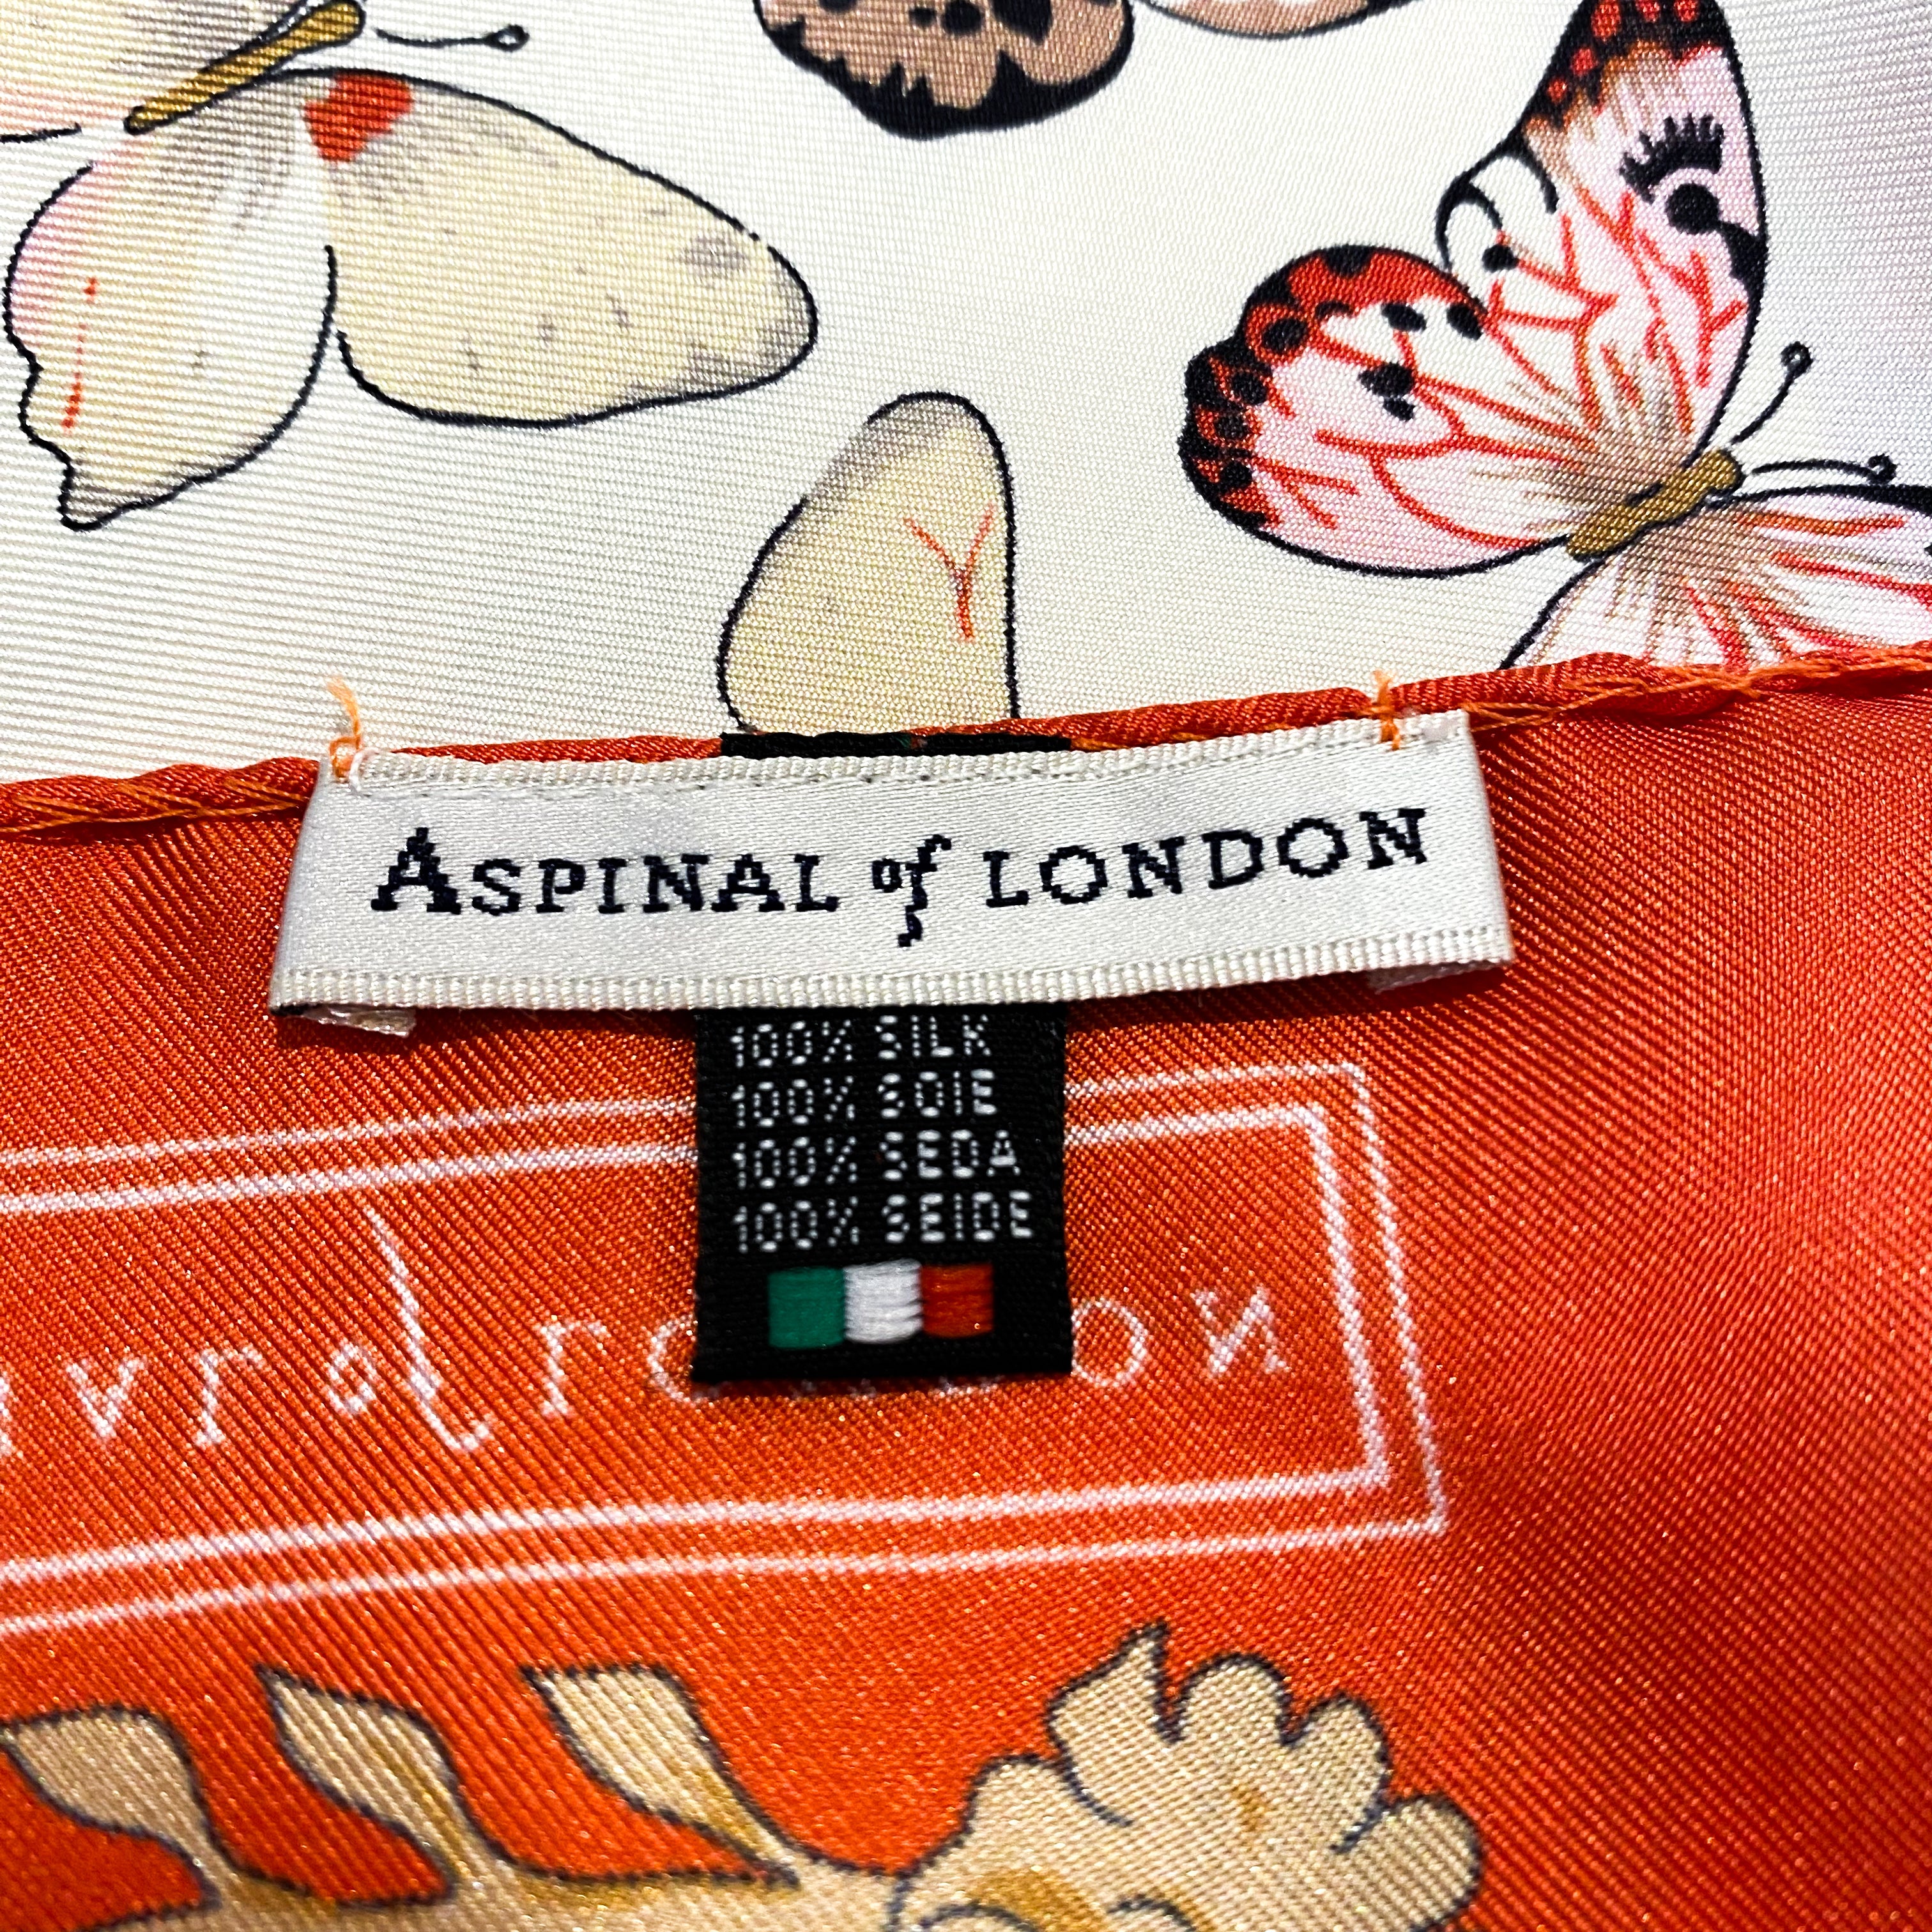 ASPINAL of LONDON
100% SILK
100% SOIE
100% SEDA
100% SEIDE